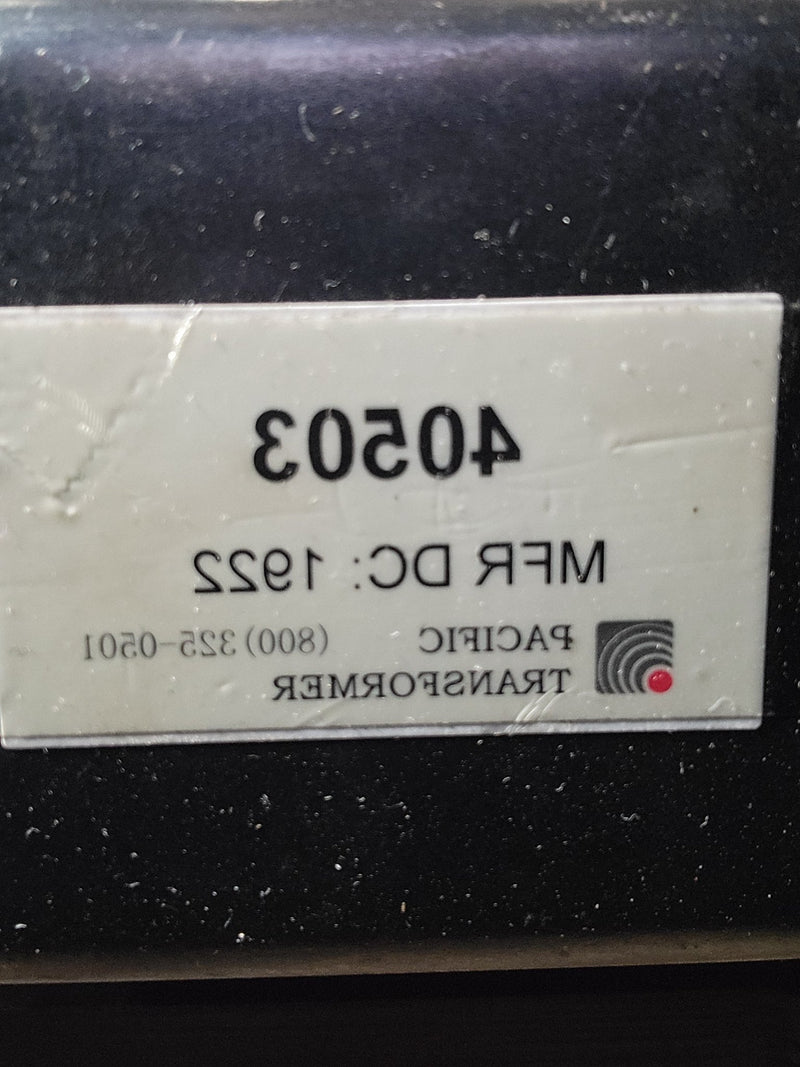 40503
MFR DC: 1922
PACIFIC (800) 325-0501
TRANSFORMER